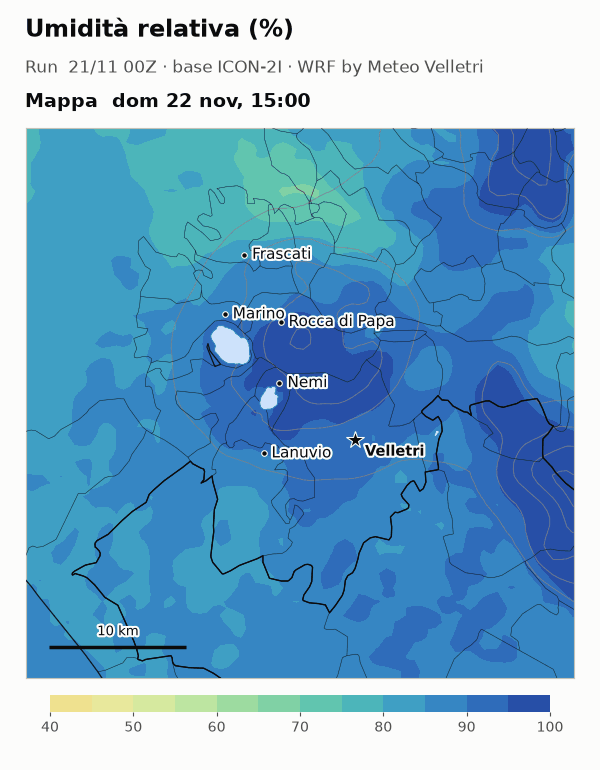 Umidità relativa (%)
Run  21/11 00Z · base ICON-2I · WRF by Meteo Velletri
Mappa  dom 22 nov, 15:00
Frascati
Marino
Rocca di Papa
Nemi
Velletri
Lanuvio
10 km
40 50 60 70 80 90 100